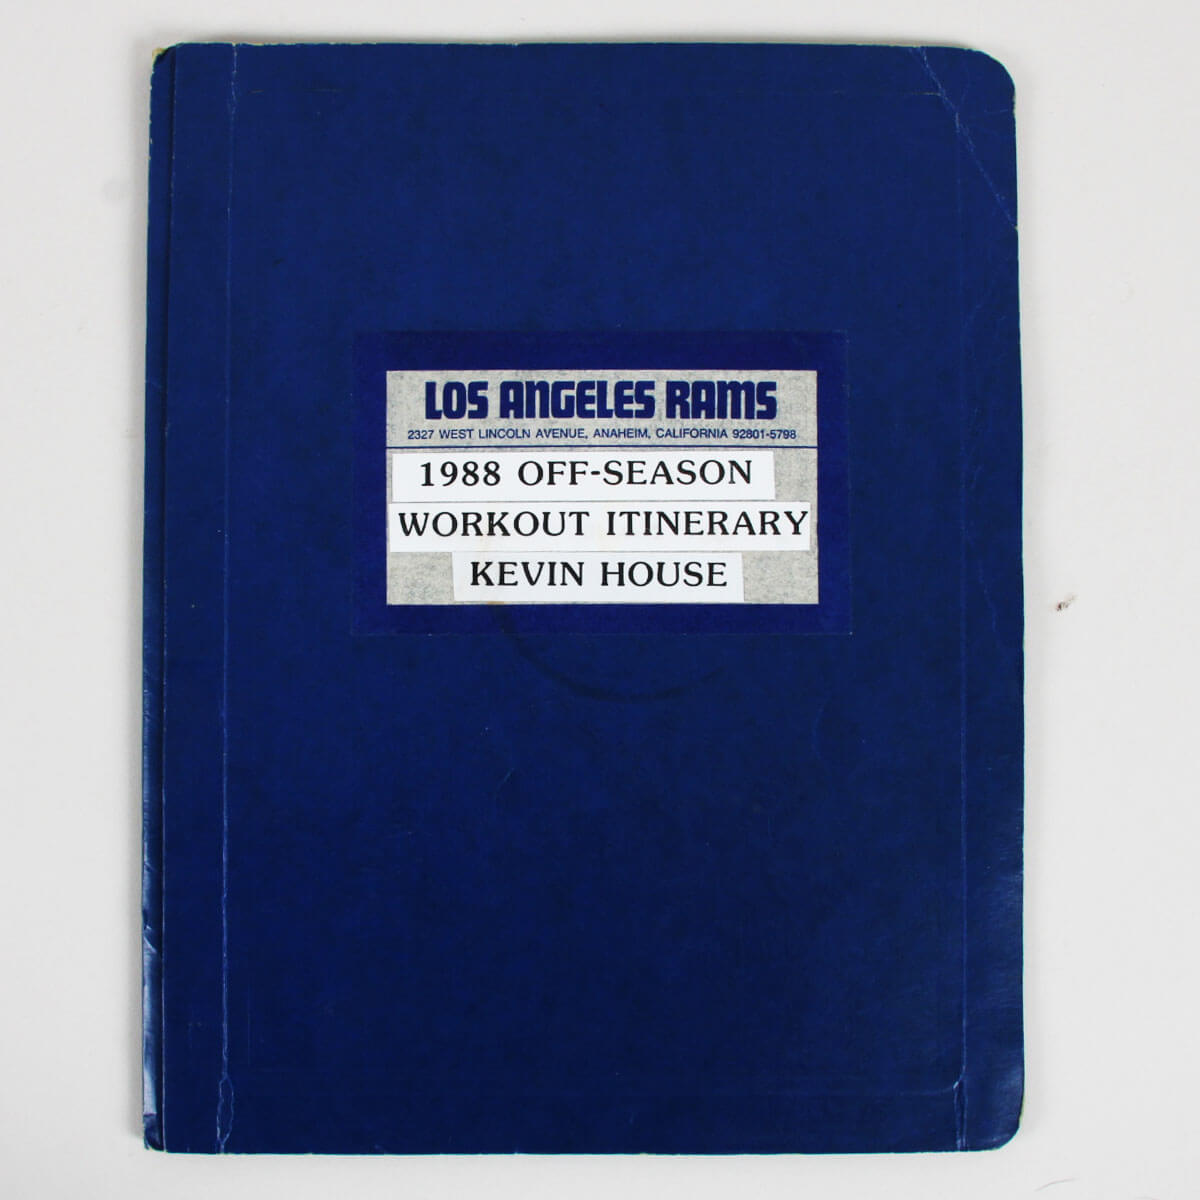 LOS ANGELES RAMS
2327 WEST LINCOLN AVENUE, ANAHEIM, CALIFORNIA 92801-5798
1988 OFF-SEASON
WORKOUT ITINERARY
KEVIN HOUSE